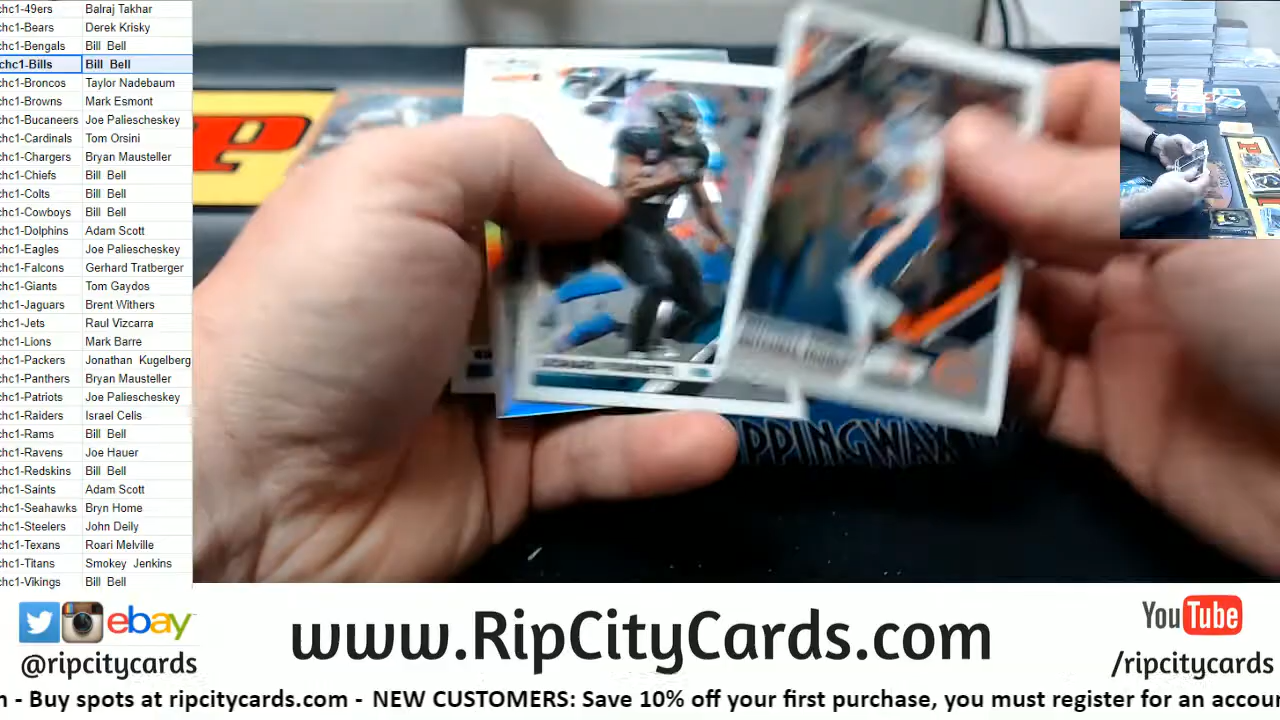 chc1-49ers Balraj Takhar
chc1-Bears Derek Krisky
chc1-Bengals Bill Bell
chc1-Bills Bill Bell
chc1-Broncos Taylor Nadebaum
chc1-Browns Mark Esmont
chc1-Bucaneers Joe Paliescheskey
chc1-Cardinals Tom Orsini
chc1-Chargers Bryan Mausteller
chc1-Chiefs Bill Bell
chc1-Colts Bill Bell
chc1-Cowboys Bill Bell
chc1-Dolphins Adam Scott
chc1-Eagles Joe Paliescheskey
chc1-Falcons Gerhard Tratberger
chc1-Giants Tom Gaydos
chc1-Jaguars Brent Withers
chc1-Jets Raul Vizcarra
chc1-Lions Mark Barre
chc1-Packers Jonathan Kugelberg
chc1-Panthers Bryan Mausteller
chc1-Patriots Joe Paliescheskey
chc1-Raiders Israel Celis
chc1-Rams Bill Bell
chc1-Ravens Joe Hauer
chc1-Redskins Bill Bell
chc1-Saints Adam Scott
chc1-Seahawks Bryn Home
chc1-Steelers John Deily
chc1-Texans Roari Melville
chc1-Titans Smokey Jenkins
chc1-Vikings Bill Bell
P
PPINGWAX
ebay
@ripcitycards
www.RipCityCards.com
YouTube
/ripcitycards
- Buy spots at ripcitycards.com - NEW CUSTOMERS: Save 10% off your first purchase, you must register for an accou